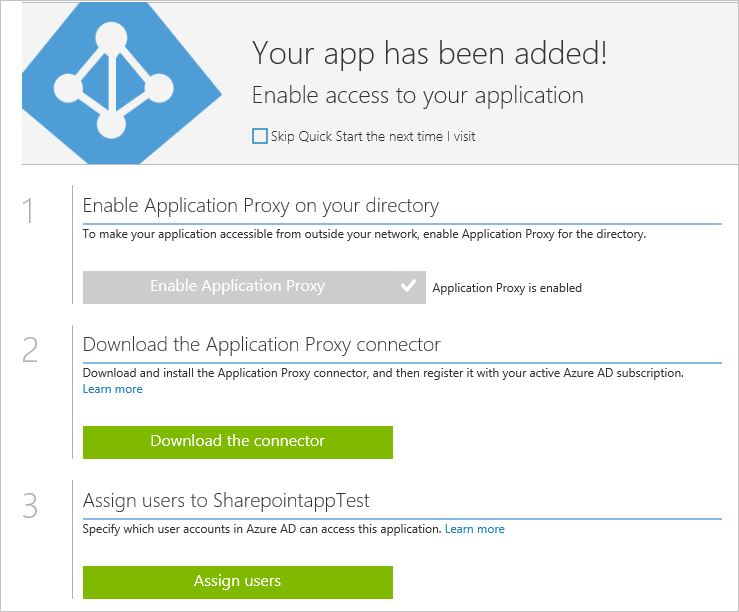 Your app has been added!
Enable access to your application
Skip Quick Start the next time I visit
1
Enable Application Proxy on your directory
To make your application accessible from outside your network, enable Application Proxy for the directory.
Enable Application Proxy
Application Proxy is enabled
2
Download the Application Proxy connector
Download and install the Application Proxy connector, and then register it with your active Azure AD subscription.
Learn more
Download the connector
3
Assign users to SharepointappTest
Specify which user accounts in Azure AD can access this application. Learn more
Assign users